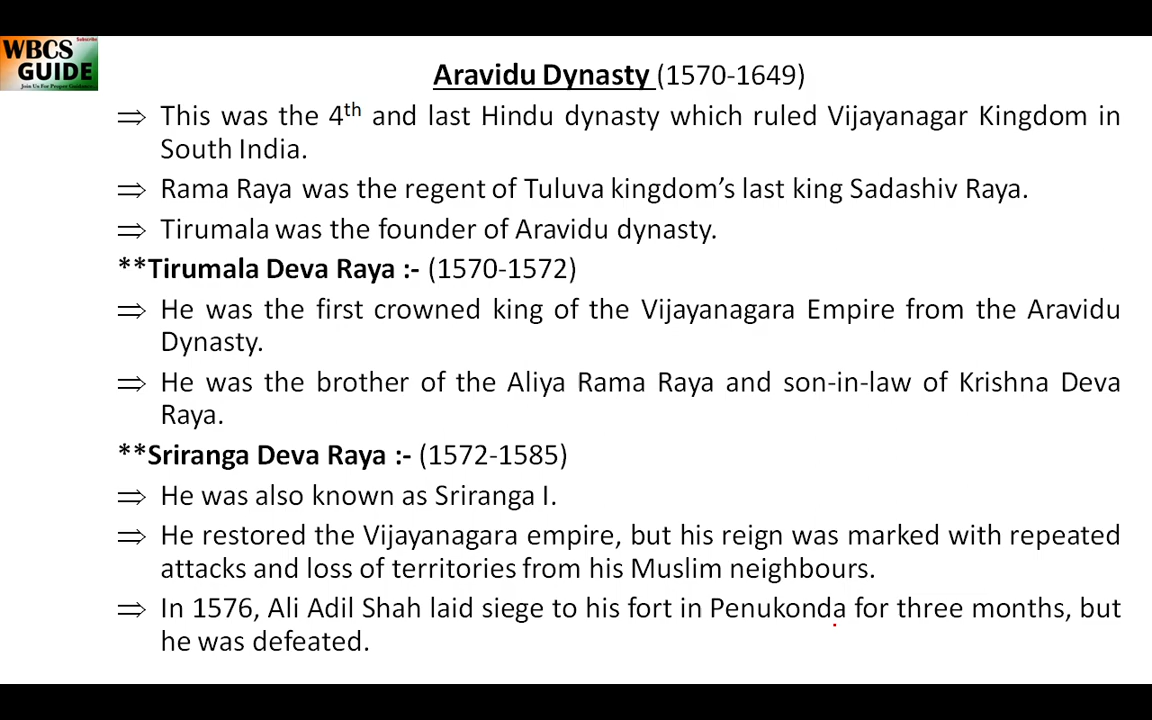 Subscribe
WBCS
GUIDE
Join Us For Proper Guidance...
Aravidu Dynasty (1570-1649)
⇒ This was the 4th and last Hindu dynasty which ruled Vijayanagar Kingdom in
South India.
⇒ Rama Raya was the regent of Tuluva kingdom’s last king Sadashiv Raya.
⇒ Tirumala was the founder of Aravidu dynasty.
**Tirumala Deva Raya :- (1570-1572)
⇒ He was the first crowned king of the Vijayanagara Empire from the Aravidu
Dynasty.
⇒ He was the brother of the Aliya Rama Raya and son-in-law of Krishna Deva
Raya.
**Sriranga Deva Raya :- (1572-1585)
⇒ He was also known as Sriranga I.
⇒ He restored the Vijayanagara empire, but his reign was marked with repeated
attacks and loss of territories from his Muslim neighbours.
⇒ In 1576, Ali Adil Shah laid siege to his fort in Penukonda for three months, but
he was defeated.